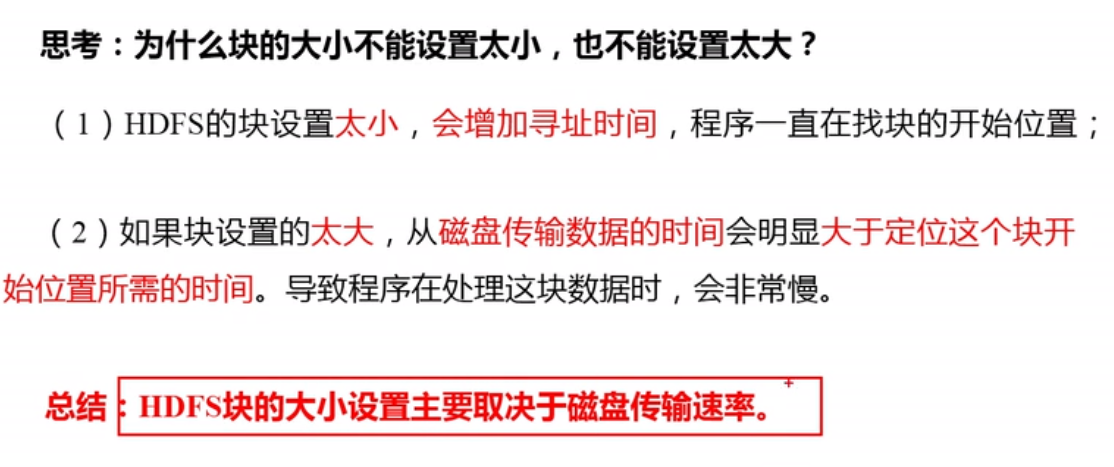 思考：为什么块的大小不能设置太小，也不能设置太大？
（1）HDFS的块设置太小，会增加寻址时间，程序一直在找块的开始位置；
（2）如果块设置的太大，从磁盘传输数据的时间会明显大于定位这个块开
始位置所需的时间。导致程序在处理这块数据时，会非常慢。
总结：HDFS块的大小设置主要取决于磁盘传输速率。